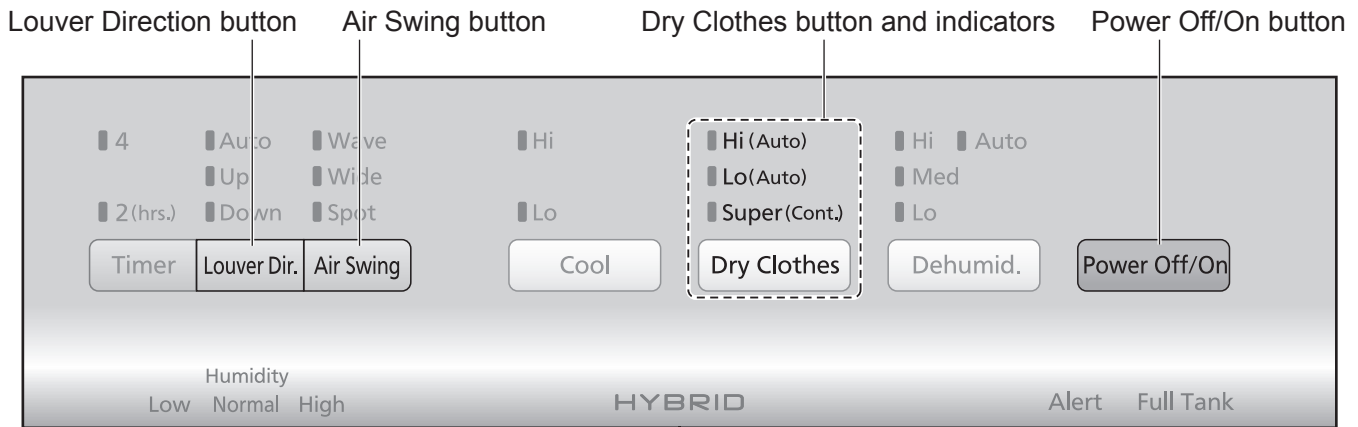 Louver Direction button Air Swing button Dry Clothes button and indicators Power Off/On button
4 Auto Wave Hi Hi (Auto) Hi Auto
Up Wide Lo(Auto) Med
2(hrs.) Down Spot Lo Super(Cont.) Lo
Timer Louver Dir. Air Swing Cool Dry Clothes Dehumid. Power Off/On
Humidity
Low Normal High HYBRID Alert Full Tank